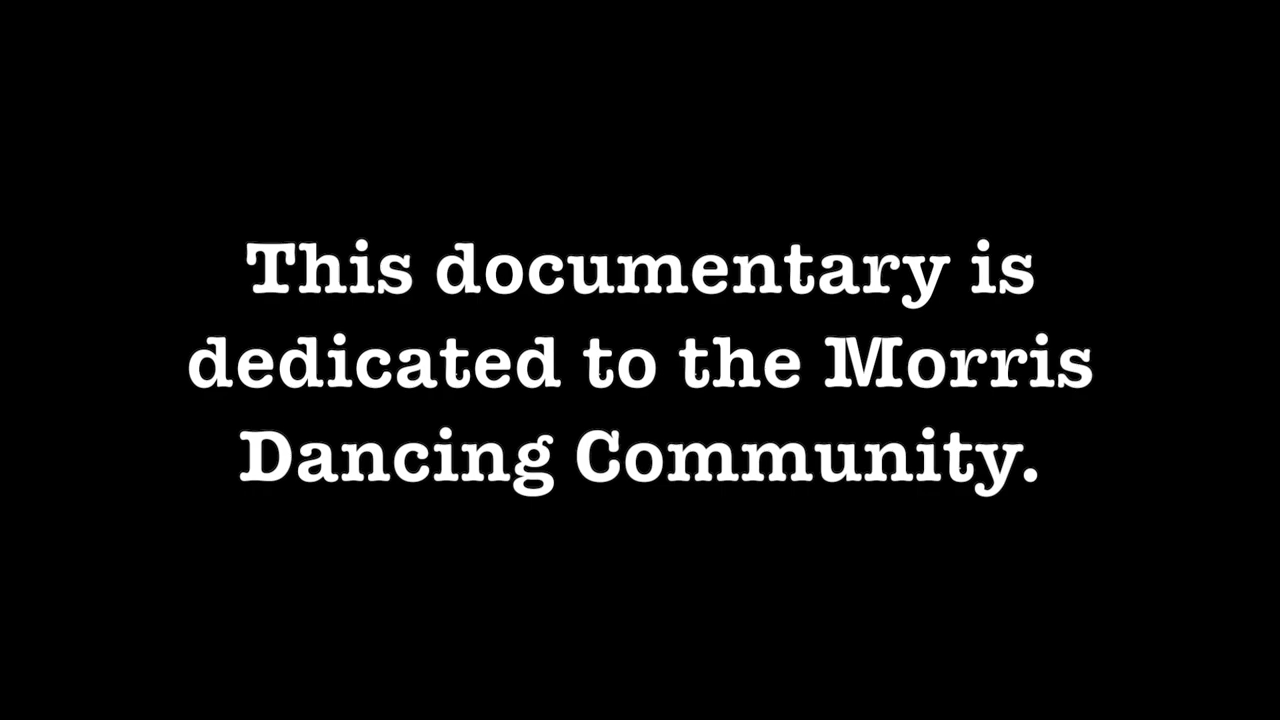 This documentary is
dedicated to the Morris
Dancing Community.